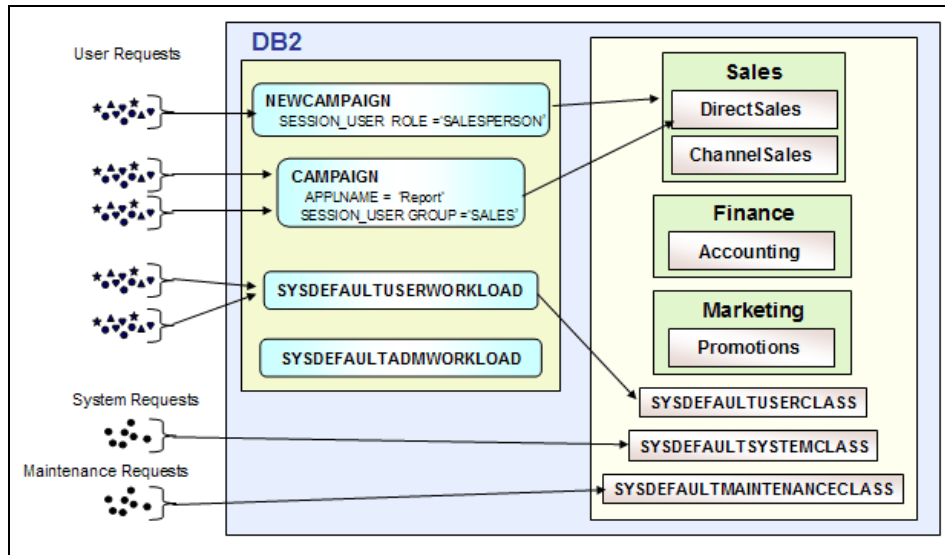 User Requests
DB2
NEWCAMPAIGN
SESSION_USER ROLE ='SALESPERSON'
CAMPAIGN
APPLNAME = 'Report'
SESSION_USER GROUP ='SALES'
SYSDEFAULTUSERWORKLOAD
SYSDEFAULTADMWORKLOAD
Sales
DirectSales
ChannelSales
Finance
Accounting
Marketing
Promotions
SYSDEFAULTUSERCLASS
System Requests
SYSDEFAULTSYSTEMCLASS
Maintenance Requests
SYSDEFAULTMAINTENANCECLASS